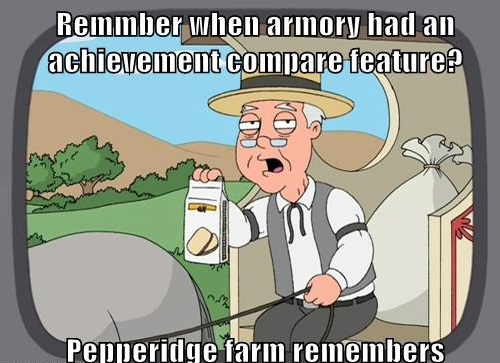 Remmber when armory had an
achievement compare feature?
Pepperidge farm remembers